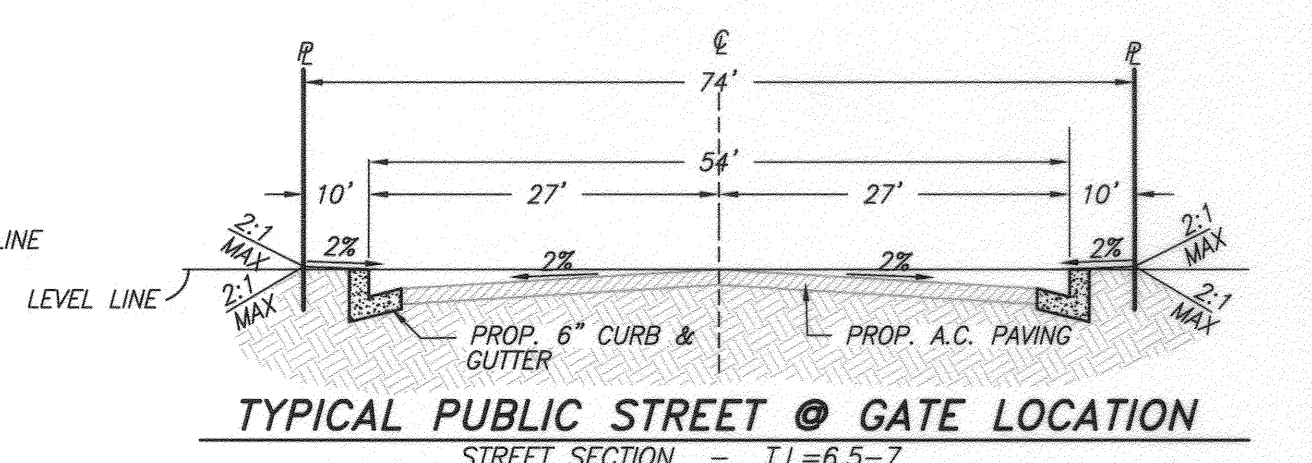 ℄
PL PL
74'
54'
10' 27' 27' 10'
2:1 MAX
2:1 MAX
LINE
2% 2% 2% 2%
2:1 MAX
2:1 MAX
LEVEL LINE
PROP. 6" CURB &
GUTTER
PROP. A.C. PAVING
TYPICAL PUBLIC STREET @ GATE LOCATION
STREET SECTION - T.I.=6.5-7